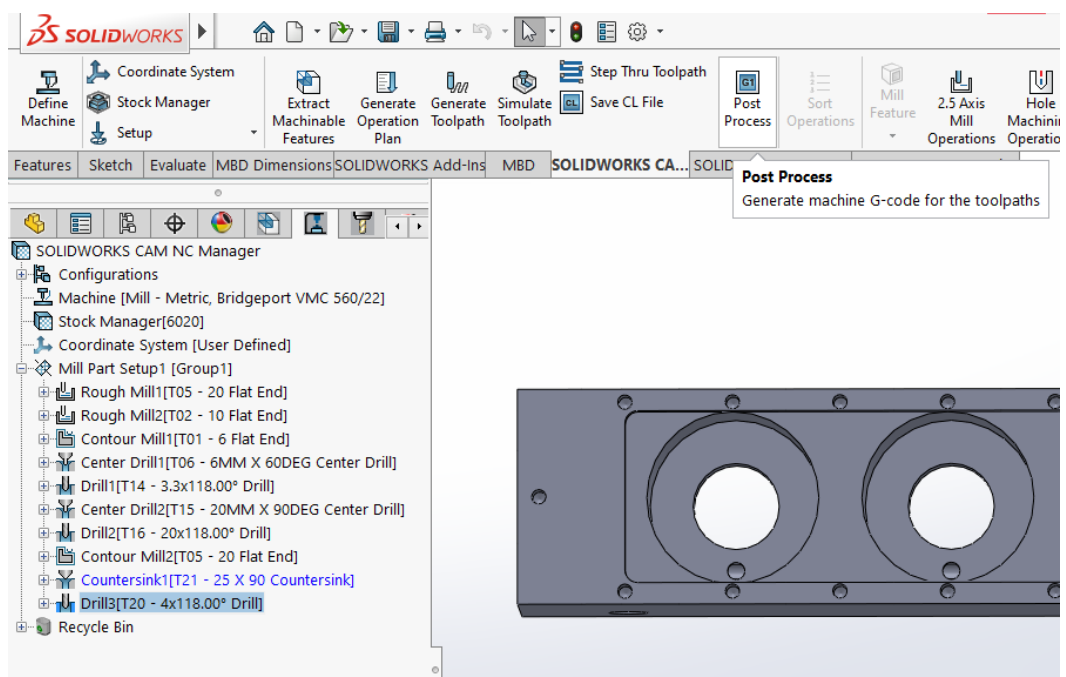 SOLIDWORKS
Define
Machine
Coordinate System
Stock Manager
Setup
Extract
Machinable
Features
Generate
Operation
Plan
Generate
Toolpath
Simulate
Toolpath
Step Thru Toolpath
CL Save CL File
G1
Post
Process
Sort
Operations
Mill
Feature
2.5 Axis
Mill
Operations
Hole
Machinin
Operatio
Features Sketch Evaluate MBD Dimensions SOLIDWORKS Add-Ins MBD SOLIDWORKS CA... SOLID
Post Process
Generate machine G-code for the toolpaths
SOLIDWORKS CAM NC Manager
Configurations
Machine [Mill - Metric, Bridgeport VMC 560/22]
Stock Manager[6020]
Coordinate System [User Defined]
Mill Part Setup1 [Group1]
Rough Mill1[T05 - 20 Flat End]
Rough Mill2[T02 - 10 Flat End]
Contour Mill1[T01 - 6 Flat End]
Center Drill1[T06 - 6MM X 60DEG Center Drill]
Drill1[T14 - 3.3x118.00° Drill]
Center Drill2[T15 - 20MM X 90DEG Center Drill]
Drill2[T16 - 20x118.00° Drill]
Contour Mill2[T05 - 20 Flat End]
Countersink1[T21 - 25 X 90 Countersink]
Drill3[T20 - 4x118.00° Drill]
Recycle Bin